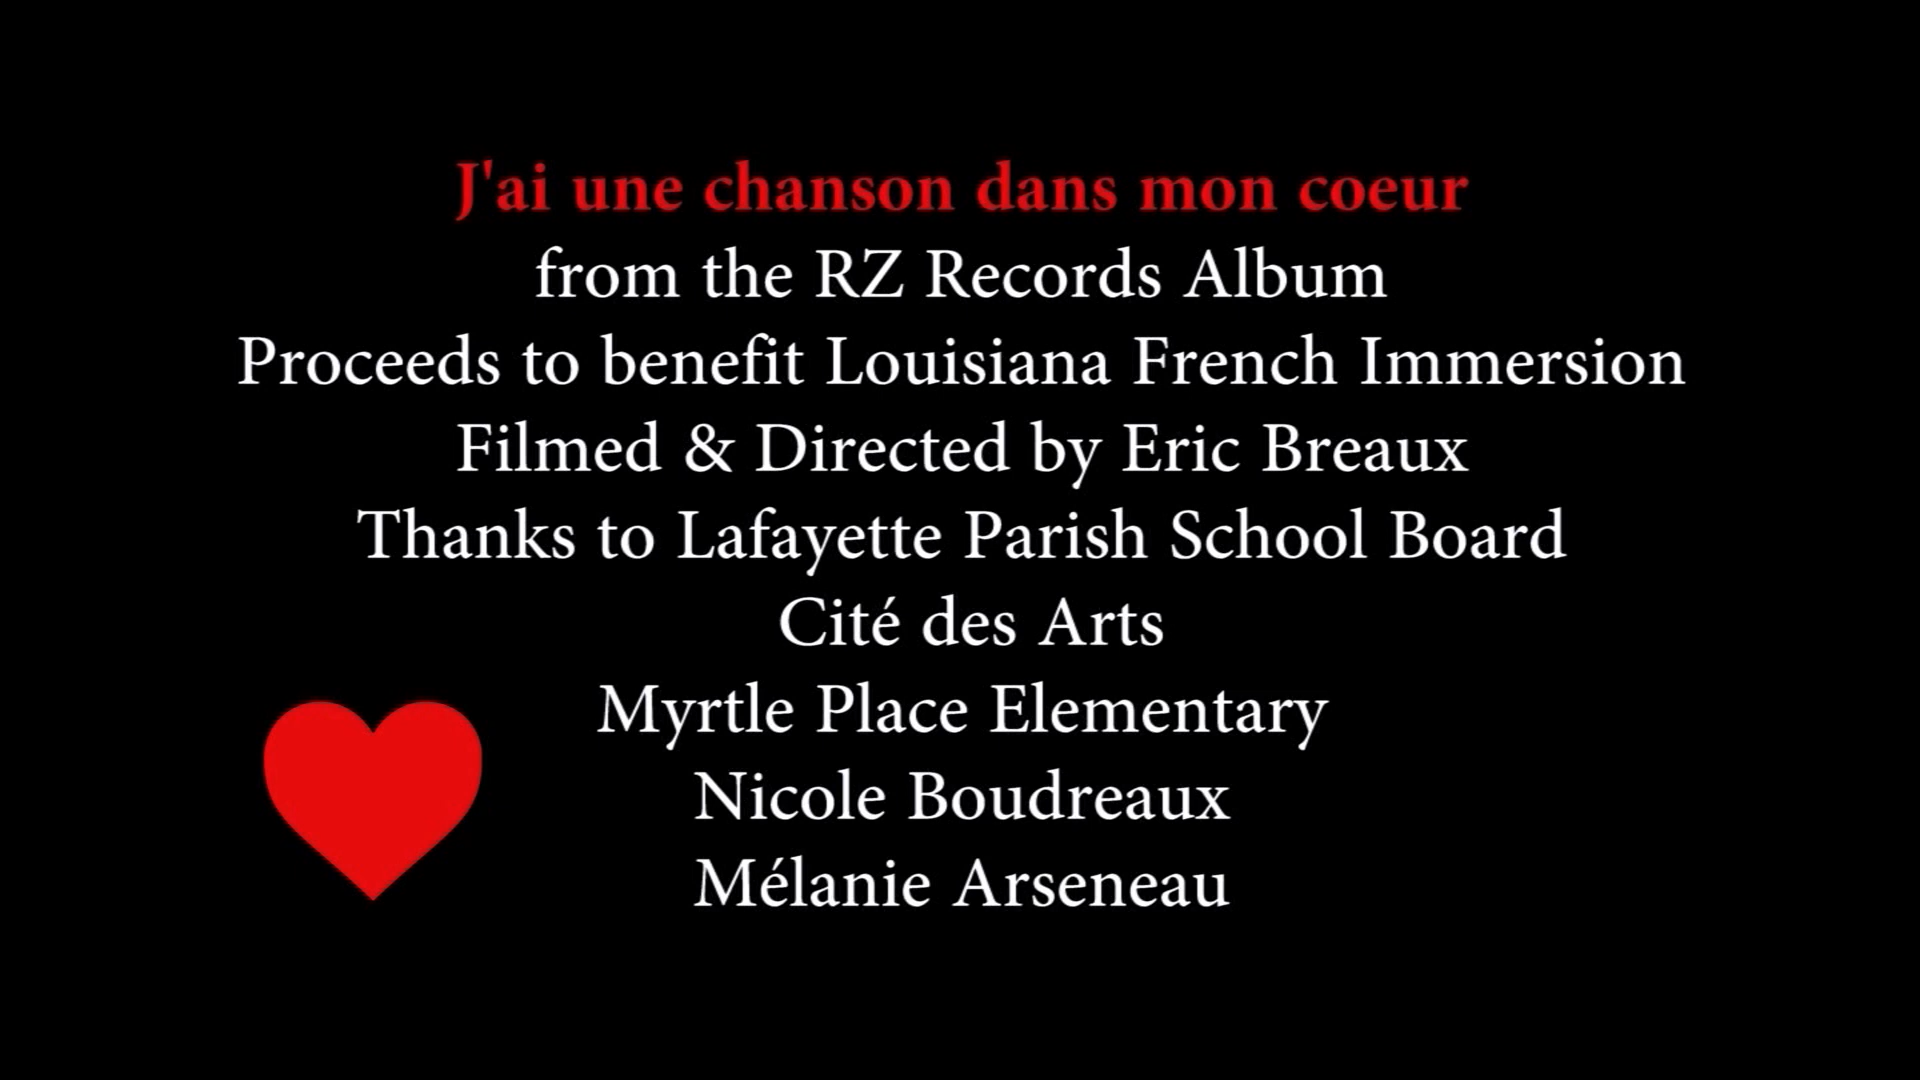 J'ai une chanson dans mon coeur
from the RZ Records Album
Proceeds to benefit Louisiana French Immersion
Filmed & Directed by Eric Breaux
Thanks to Lafayette Parish School Board
Cité des Arts
Myrtle Place Elementary
Nicole Boudreaux
Mélanie Arseneau